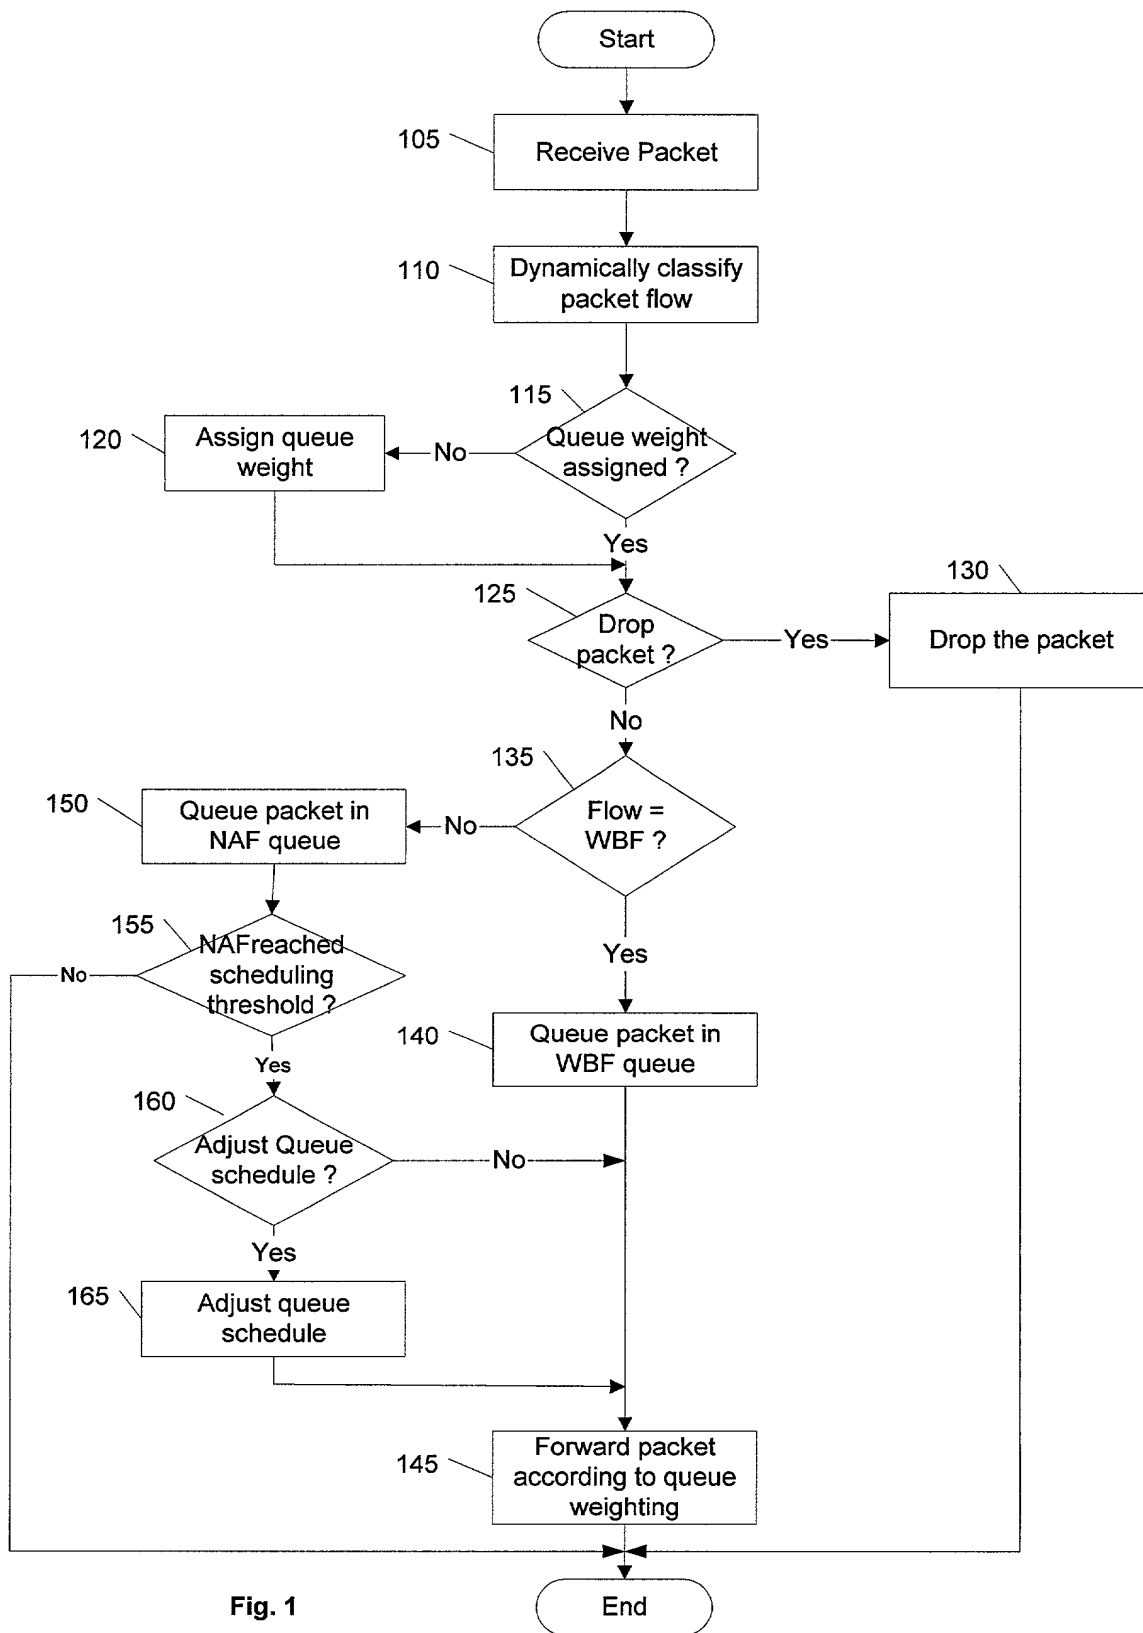 Start
105
Receive Packet
110
Dynamically classify
packet flow
115
Queue weight
assigned ?
No
120
Assign queue
weight
Yes
125
Drop
packet ?
Yes
130
Drop the packet
No
135
Flow =
WBF ?
No
150
Queue packet in
NAF queue
155
NAFreached
scheduling
threshold ?
No
Yes
Yes
140
Queue packet in
WBF queue
160
Adjust Queue
schedule ?
No
Yes
165
Adjust queue
schedule
145
Forward packet
according to queue
weighting
End
Fig. 1